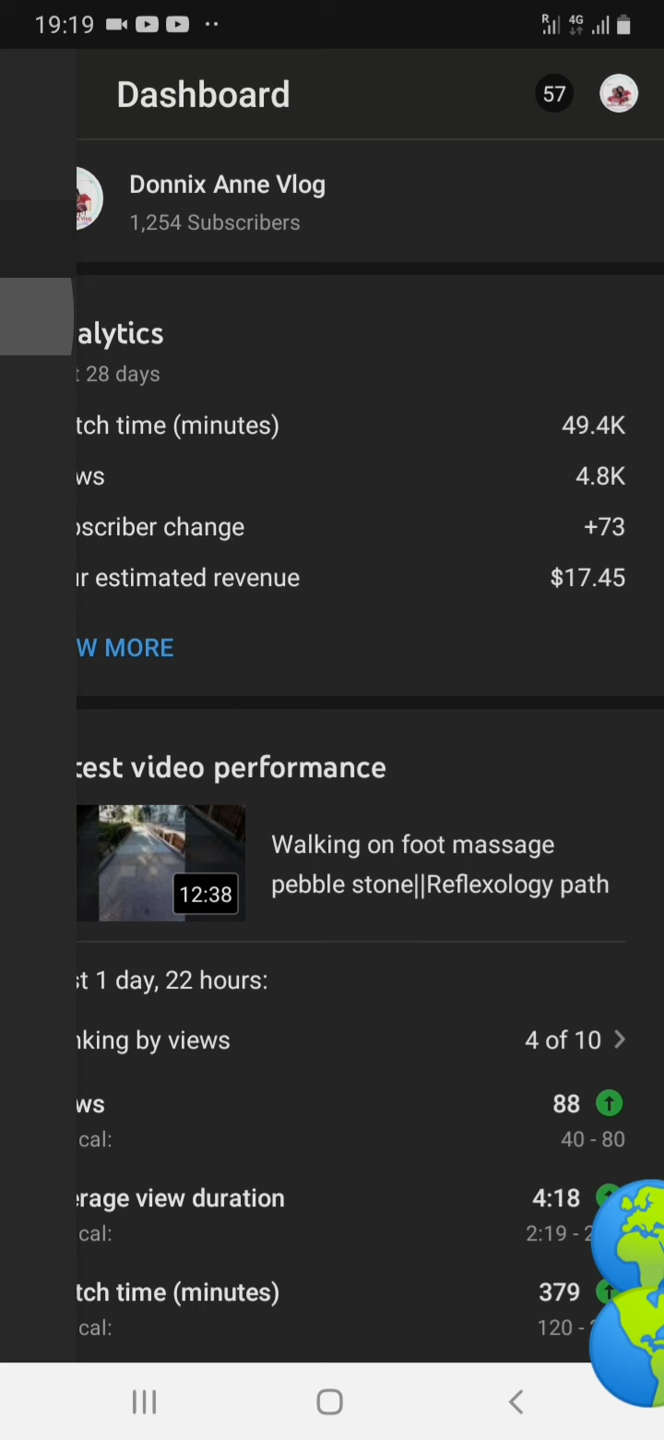 19:19
R 4G
Dashboard 57
Donnix Anne Vlog
1,254 Subscribers
alytics
28 days
tch time (minutes) 49.4K
ws 4.8K
scriber change +73
r estimated revenue $17.45
W MORE
test video performance
12:38
Walking on foot massage
pebble stone||Reflexology path
st 1 day, 22 hours:
nking by views 4 of 10
ws 88
cal: 40 - 80
erage view duration 4:18
cal: 2:19 -
tch time (minutes) 379
cal: 120 -